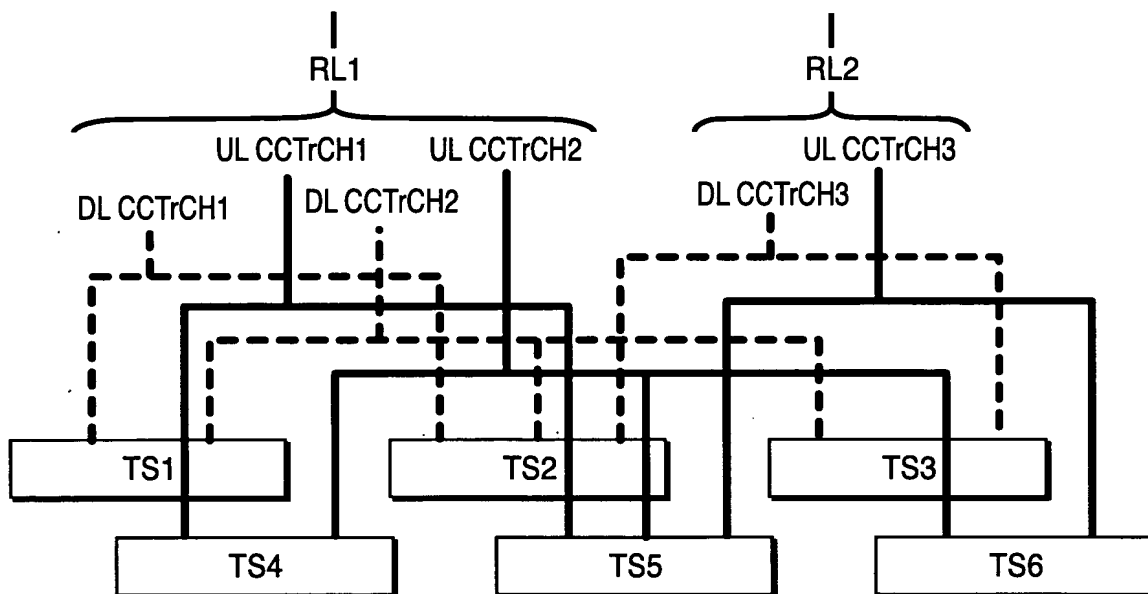 RL1
RL2
UL CCTrCH1
UL CCTrCH2
UL CCTrCH3
DL CCTrCH1
DL CCTrCH2
DL CCTrCH3
TS1
TS2
TS3
TS4
TS5
TS6